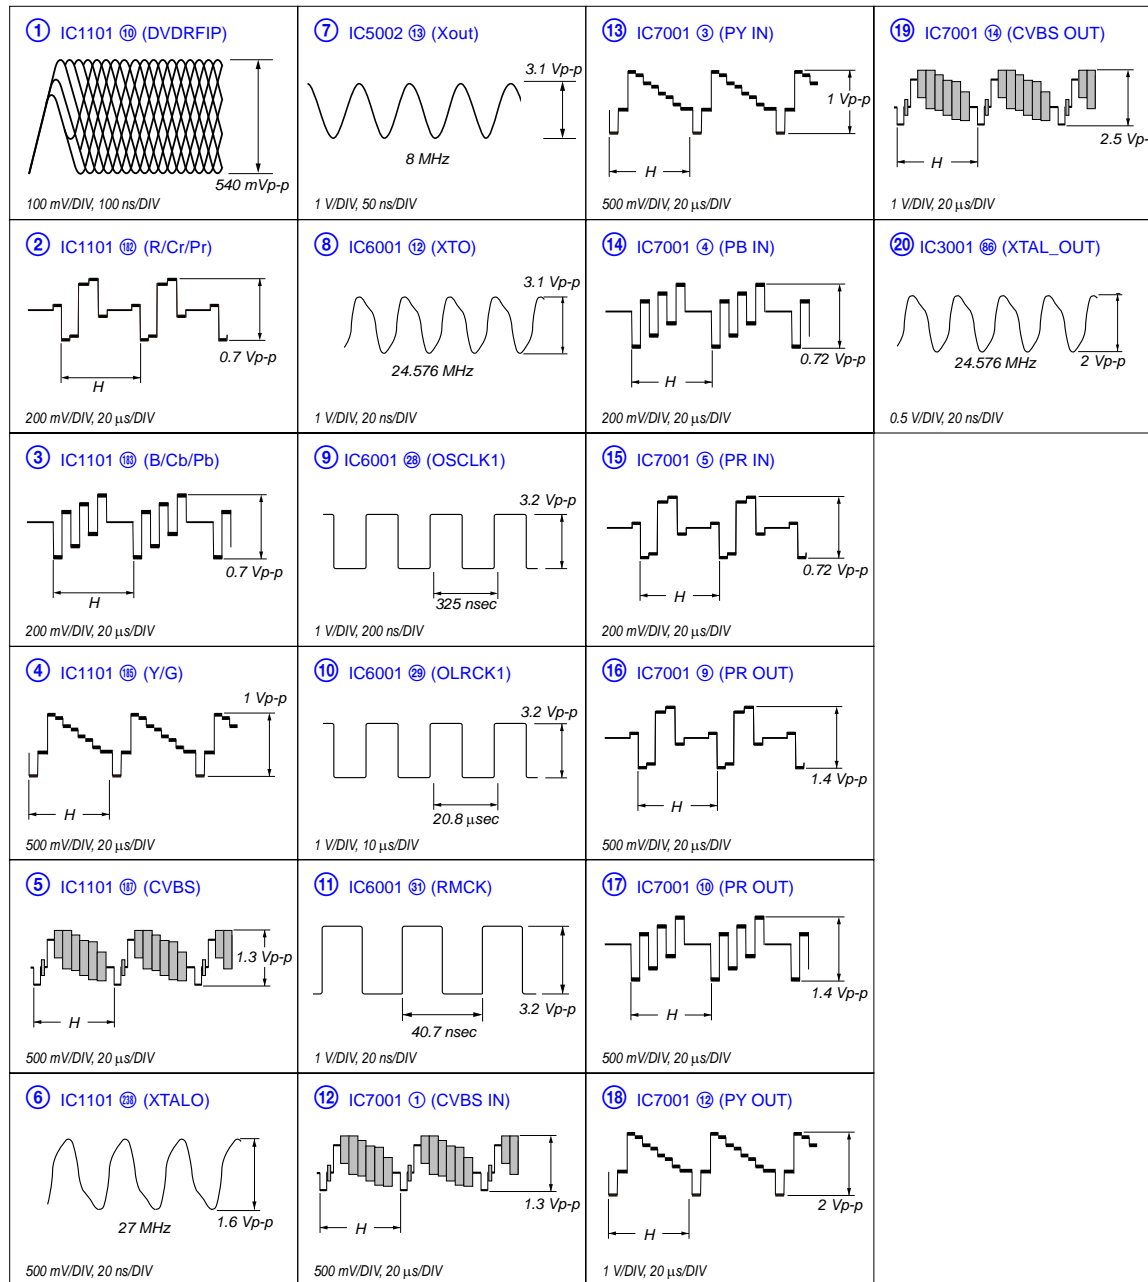 ① IC1101 ⑩ (DVDRFIP)
540 mVp-p
100 mV/DIV, 100 ns/DIV
② IC1101 182 (R/Cr/Pr)
0.7 Vp-p
H
200 mV/DIV, 20 µs/DIV
③ IC1101 183 (B/Cb/Pb)
0.7 Vp-p
H
200 mV/DIV, 20 µs/DIV
④ IC1101 185 (Y/G)
1 Vp-p
H
500 mV/DIV, 20 µs/DIV
⑤ IC1101 187 (CVBS)
1.3 Vp-p
H
500 mV/DIV, 20 µs/DIV
⑥ IC1101 238 (XTALO)
27 MHz
1.6 Vp-p
500 mV/DIV, 20 ns/DIV
⑦ IC5002 ⑬ (Xout)
3.1 Vp-p
8 MHz
1 V/DIV, 50 ns/DIV
⑧ IC6001 ⑫ (XTO)
3.1 Vp-p
24.576 MHz
1 V/DIV, 20 ns/DIV
⑨ IC6001 ㉘ (OSCLK1)
3.2 Vp-p
325 nsec
1 V/DIV, 200 ns/DIV
⑩ IC6001 ㉙ (OLRCK1)
3.2 Vp-p
20.8 µsec
1 V/DIV, 10 µs/DIV
⑪ IC6001 ㉛ (RMCK)
3.2 Vp-p
40.7 nsec
1 V/DIV, 20 ns/DIV
⑫ IC7001 ① (CVBS IN)
1.3 Vp-p
H
500 mV/DIV, 20 µs/DIV
⑬ IC7001 ③ (PY IN)
1 Vp-p
H
500 mV/DIV, 20 µs/DIV
⑭ IC7001 ④ (PB IN)
0.72 Vp-p
H
200 mV/DIV, 20 µs/DIV
⑮ IC7001 ⑤ (PR IN)
0.72 Vp-p
H
200 mV/DIV, 20 µs/DIV
⑯ IC7001 ⑨ (PR OUT)
1.4 Vp-p
H
500 mV/DIV, 20 µs/DIV
⑰ IC7001 ⑩ (PR OUT)
1.4 Vp-p
H
500 mV/DIV, 20 µs/DIV
⑱ IC7001 ⑫ (PY OUT)
2 Vp-p
H
1 V/DIV, 20 µs/DIV
⑲ IC7001 ⑭ (CVBS OUT)
2.5 Vp-
H
1 V/DIV, 20 µs/DIV
⑳ IC3001 86 (XTAL_OUT)
24.576 MHz
2 Vp-p
0.5 V/DIV, 20 ns/DIV